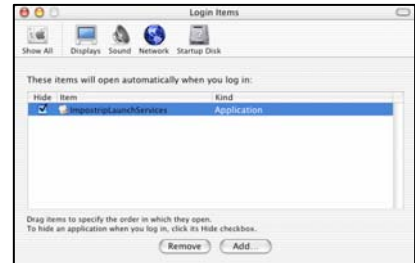 Login Items
Show All Displays Sound Network Startup Disk
These items will open automatically when you log in:
Hide Item Kind
ImpostripLaunchServices Application
Drag items to specify the order in which they open.
To hide an application when you log in, click its Hide checkbox.
Remove Add...